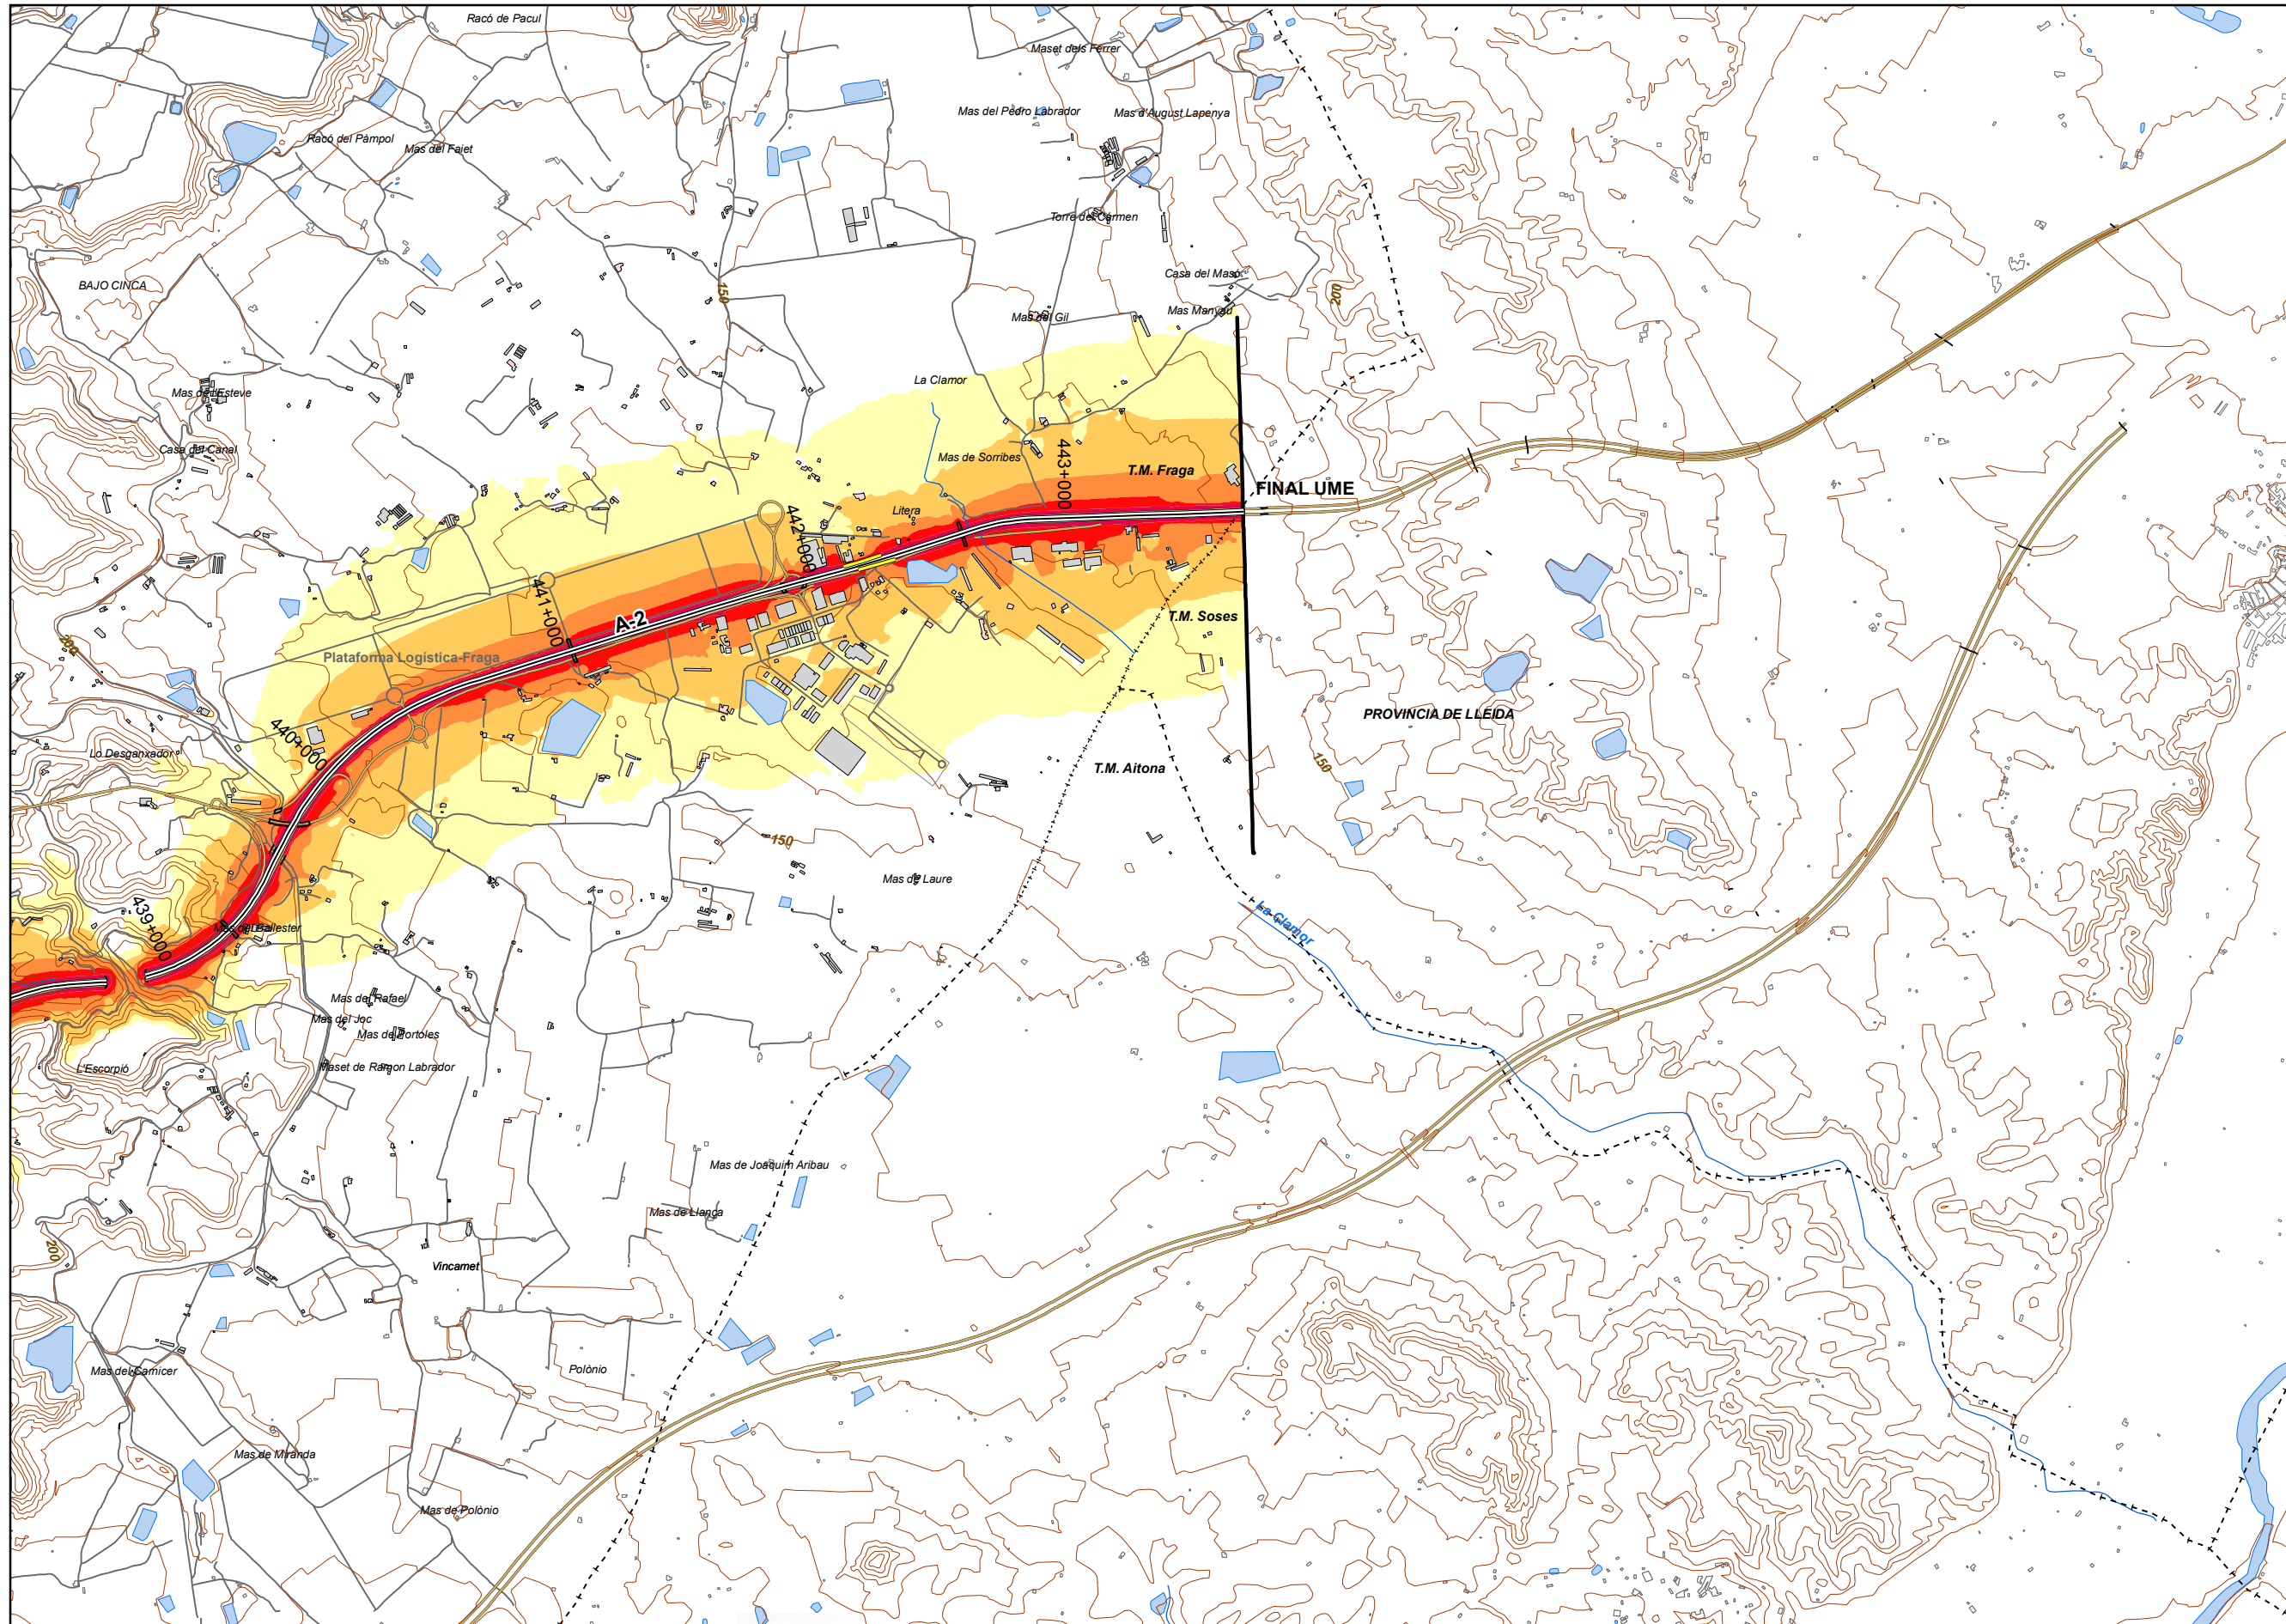 Racó de Pacul
Maset dels Ferrer
Mas del Pedro Labrador
Mas d'August Lapenya
Racó del Pàmpol
Mas del Faiet
Torre del Carmen
BAJO CINCA
Casa del Masip
150
200
Mas del Gil
Mas Manyau
La Clamor
Mas de l'Esteve
Casa del Canal
Mas de Sorribes
443+000
T.M. Fraga
FINAL UME
Litera
442+000
441+000
A-2
T.M. Soses
200
Plataforma Logística-Fraga
PROVINCIA DE LLEIDA
440+000
Lo Desganxador
T.M. Aitona
150
150
Mas de Laure
439+000
La Clamor
Mas del Ballester
Mas del Rafael
Mas del Joc
Mas de Portoles
L'Escorpió
Maset de Ramon Labrador
Mas de Joaquim Aribau
Mas de Llança
200
Vincamet
Mas del Carnicer
Polònio
Mas de Miranda
Mas de Polònio